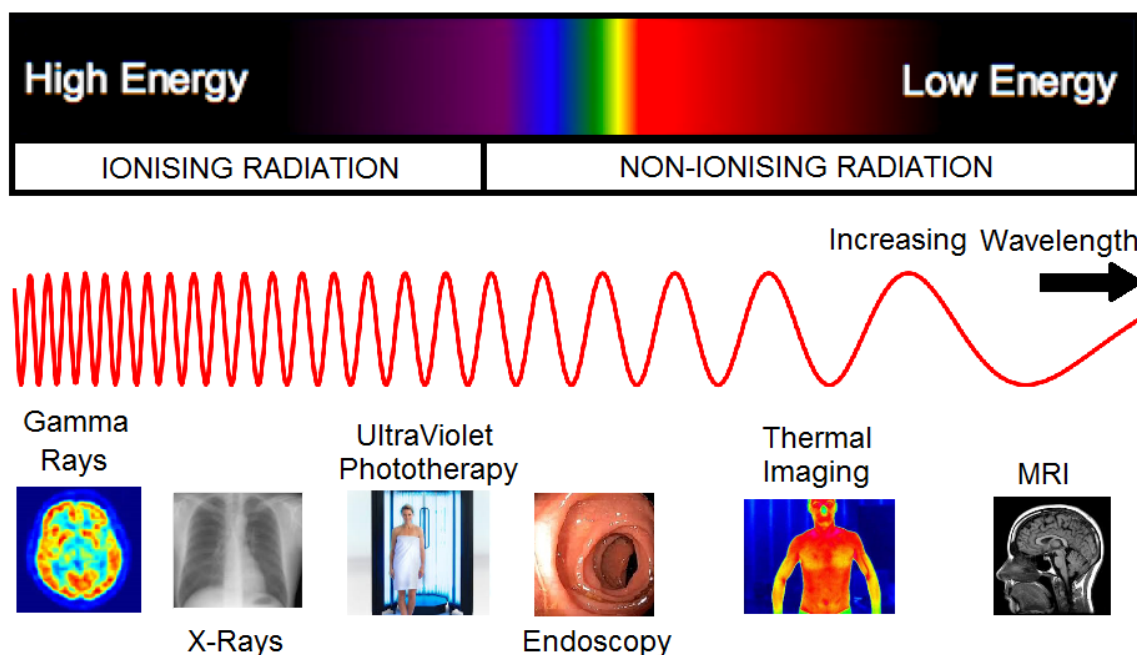 High Energy
Low Energy
IONISING RADIATION
NON-IONISING RADIATION
Increasing Wavelength
Gamma
Rays
X-Rays
UltraViolet
Phototherapy
Endoscopy
Thermal
Imaging
MRI